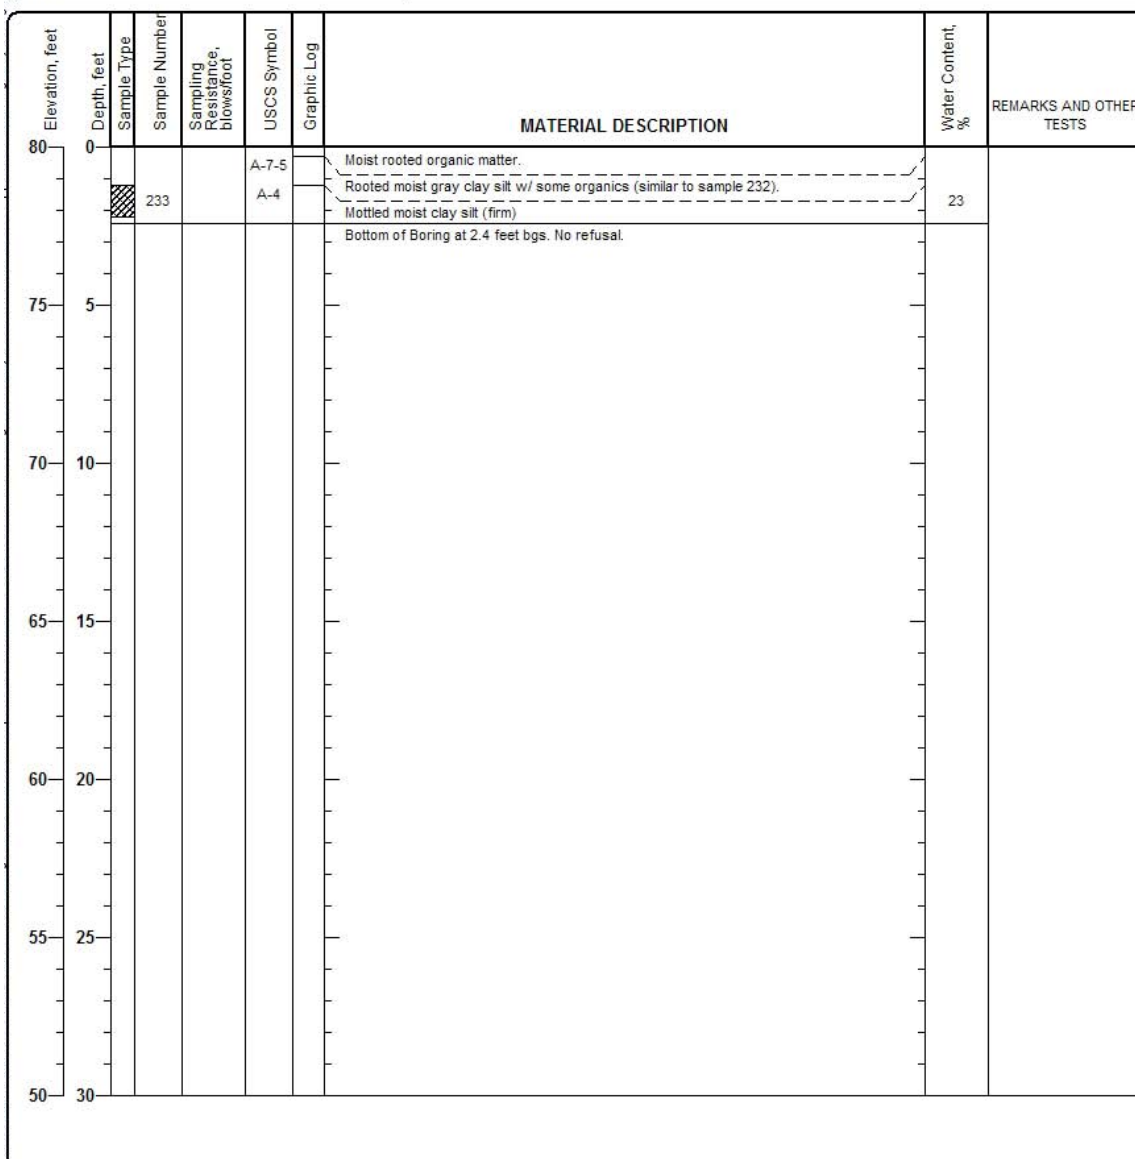 Elevation, feet
Depth, feet
Sample Type
Sample Number
Sampling
Resistance,
blows/foot
USCS Symbol
Graphic Log
MATERIAL DESCRIPTION
Water Content,
%
REMARKS AND OTHER
TESTS
80 0
A-7-5 Moist rooted organic matter.
A-4 Rooted moist gray clay silt w/ some organics (similar to sample 232).
233 23
Mottled moist clay silt (firm)
Bottom of Boring at 2.4 feet bgs. No refusal.
75 5
70 10
65 15
60 20
55 25
50 30